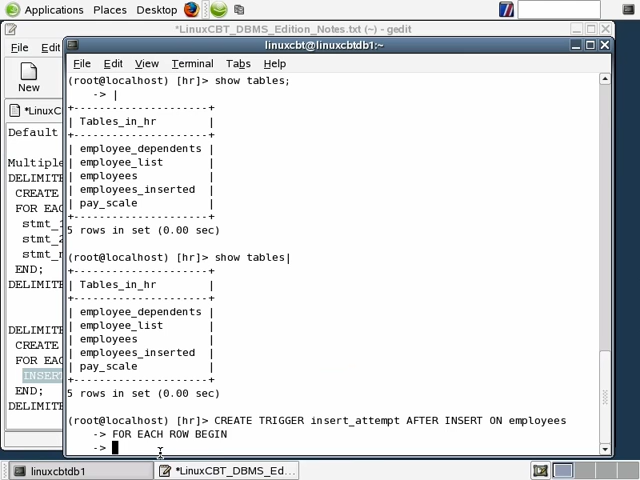 Applications Places Desktop
*LinuxCBT_DBMS_Edition_Notes.txt (~) - gedit
linuxcbt@linuxcbtdb1:~
File Edit
File Edit View Terminal Tabs Help
New
*LinuxC
Default
Multiple
DELIMITE
CREATE
FOR EAC
stmt_1
stmt_2
stmt_n
END;
DELIMITE
DELIMITE
CREATE
FOR EAC
INSERT
END;
DELIMITE
(root@localhost) [hr]> show tables;
-> |
+---------------------+
| Tables_in_hr |
+---------------------+
| employee_dependents |
| employee_list |
| employees |
| employees_inserted |
| pay_scale |
+---------------------+
5 rows in set (0.00 sec)
(root@localhost) [hr]> show tables|
+---------------------+
| Tables_in_hr |
+---------------------+
| employee_dependents |
| employee_list |
| employees |
| employees_inserted |
| pay_scale |
+---------------------+
5 rows in set (0.00 sec)
(root@localhost) [hr]> CREATE TRIGGER insert_attempt AFTER INSERT ON employees
-> FOR EACH ROW BEGIN
->
linuxcbtdb1
*LinuxCBT_DBMS_Ed...